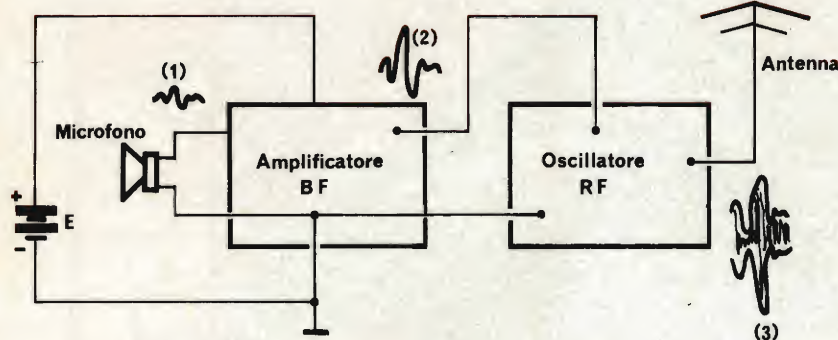 (1)
(2)
Antenna
Microfono
Amplificatore
BF
Oscillatore
RF
+
E
-
(3)